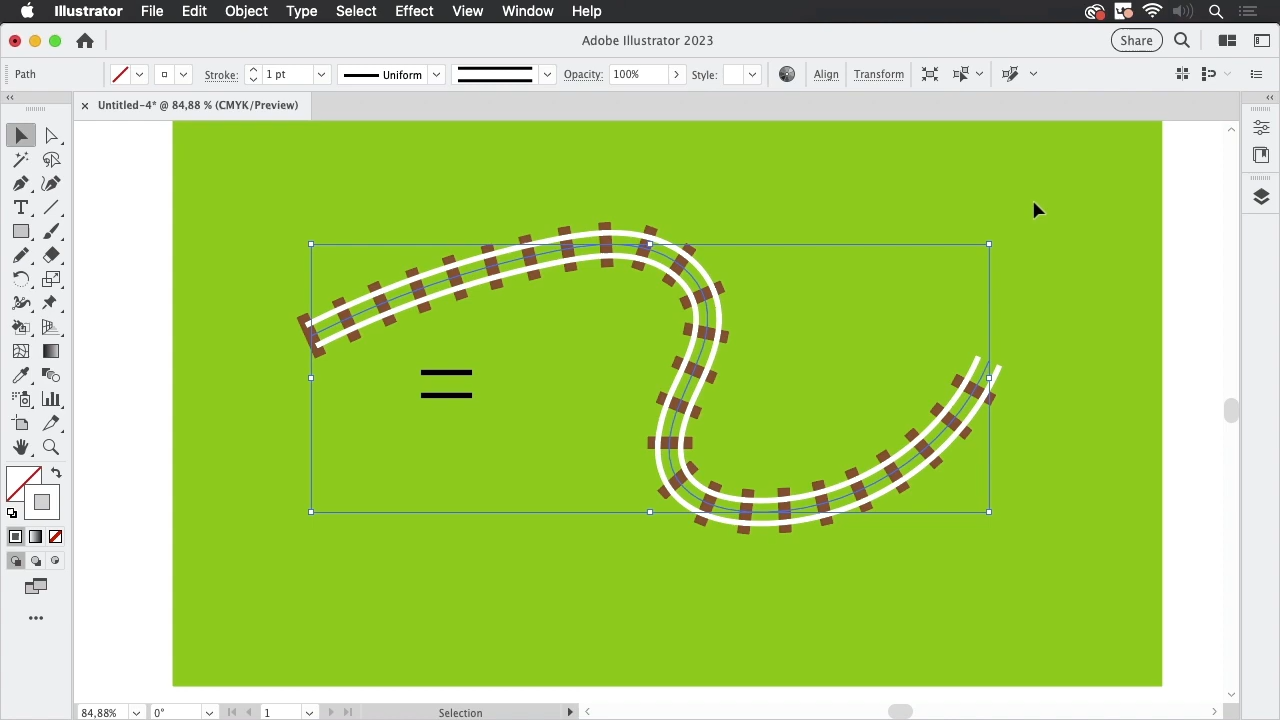 Illustrator File Edit Object Type Select Effect View Window Help
Adobe Illustrator 2023
Share
Path
Stroke: 1 pt
Uniform
Opacity: 100%
Style:
Align
Transform
Untitled-4* @ 84,88 % (CMYK/Preview)
84,88% 0° 1 Selection